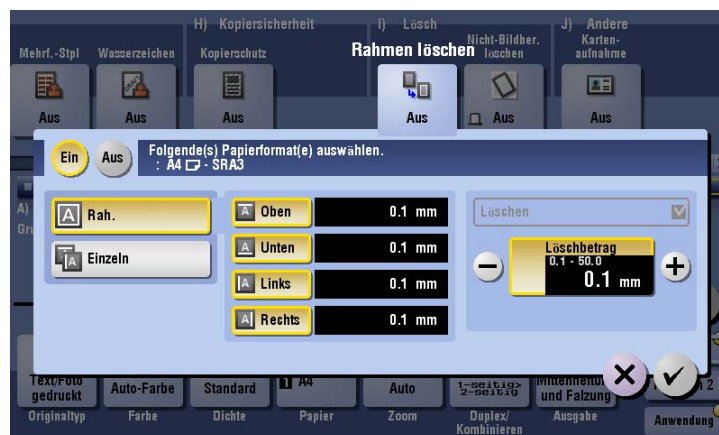 H) Kopiersicherheit
I) Lösch
J) Andere
Mehrf.-Stpl
Wasserzeichen
Kopierschutz
Rahmen löschen
Nicht-Bildber.
löschen
Karten-
aufnahme
Aus
Aus
Aus
Aus
Aus
Aus
Ein
Aus
Folgende(s) Papierformat(e) auswählen.
: A4 - SRA3
A)
Gru
Rah.
Einzeln
Oben 0.1 mm
Unten 0.1 mm
Links 0.1 mm
Rechts 0.1 mm
Löschen
Löschbetrag
0.1 - 50.0
0.1 mm
Text/Foto
gedruckt
Auto-Farbe
Standard
1 A4
Auto
1-seitig>
2-seitig
und Falzung
2
Originaltyp
Farbe
Dichte
Papier
Zoom
Duplex/
Kombinieren
Ausgabe
Anwendung